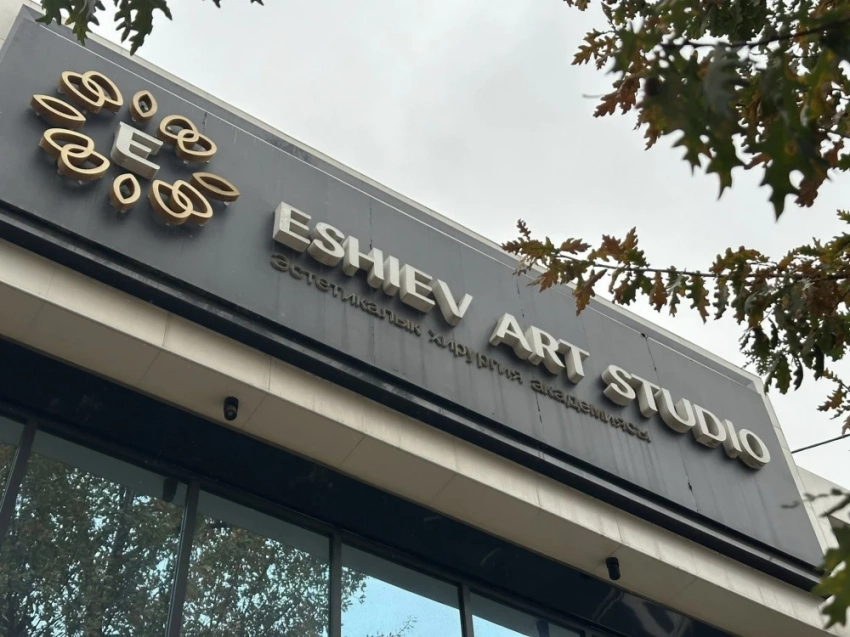 E
ESHIEV ART STUDIO
эстетикалык хирургия академиясы